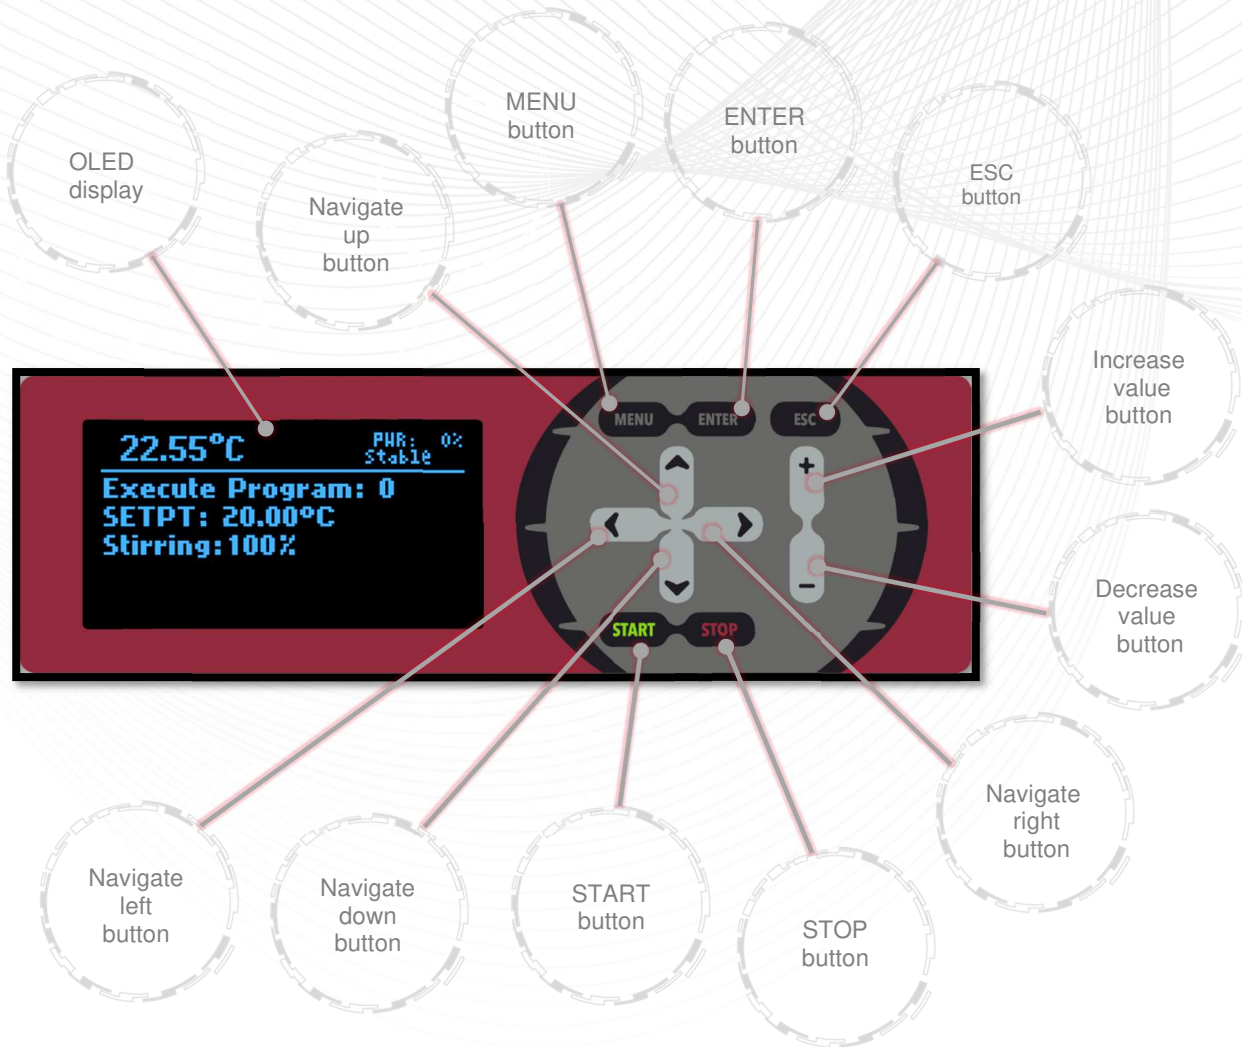 MENU
button
ENTER
button
OLED
display
ESC
button
Navigate
up
button
Increase
value
button
22.55°C
PWR: 0%
Stable
Execute Program: 0
SETPT: 20.00°C
Stirring:100%
MENU
ENTER
ESC
+
-
START
STOP
Decrease
value
button
Navigate
right
button
Navigate
left
button
Navigate
down
button
START
button
STOP
button